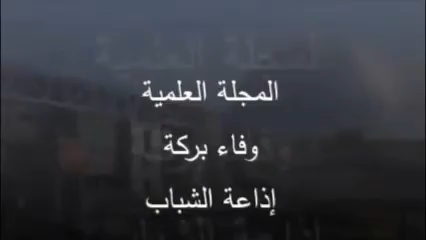 المجلة العلمية
وفاء بركة
إذاعة الشباب